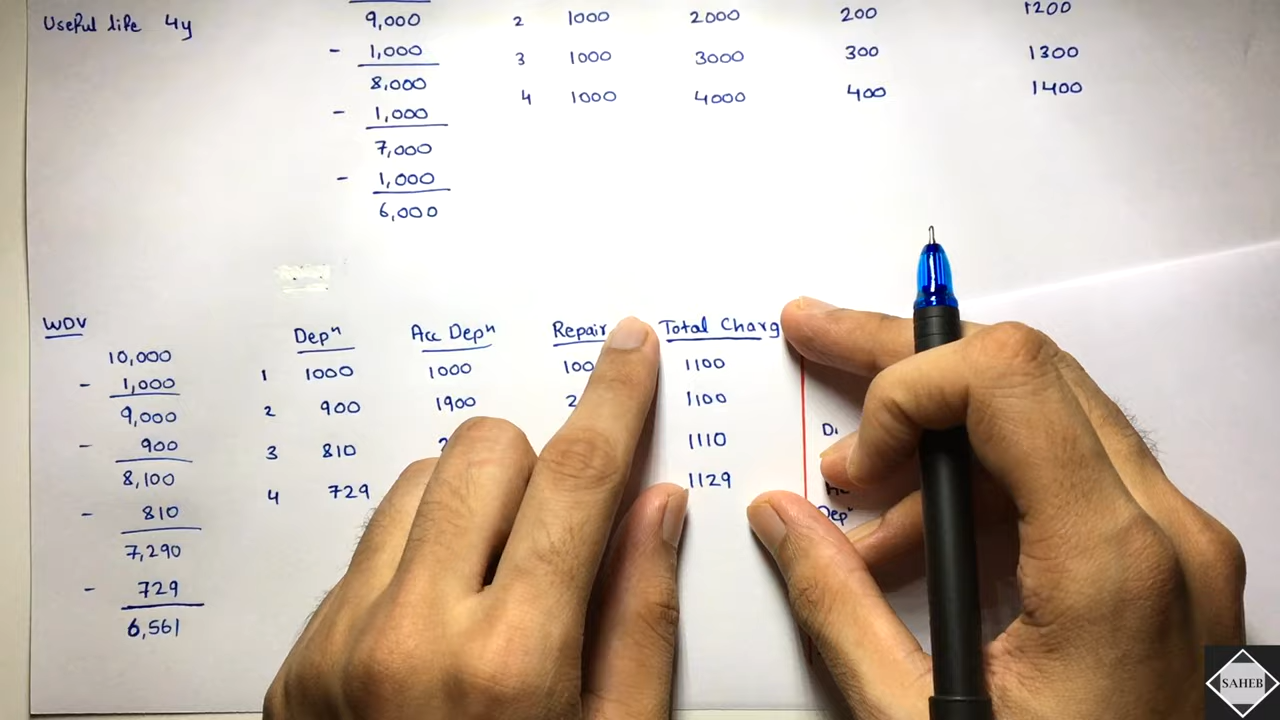 Useful life 4y
9,000
- 1,000
8,000
- 1,000
7,000
- 1,000
6,000
2 1000 2000 200 1200
3 1000 3000 300 1300
4 1000 4000 400 1400
WDV
10,000
- 1,000
9,000
- 900
8,100
- 810
7,290
- 729
6,561
Depⁿ Acc Depⁿ Repair Total Charg
1 1000 1000 100 1100
2 900 1900 2 1100
3 810 1110
4 729 1129
Depⁿ
SAHEB